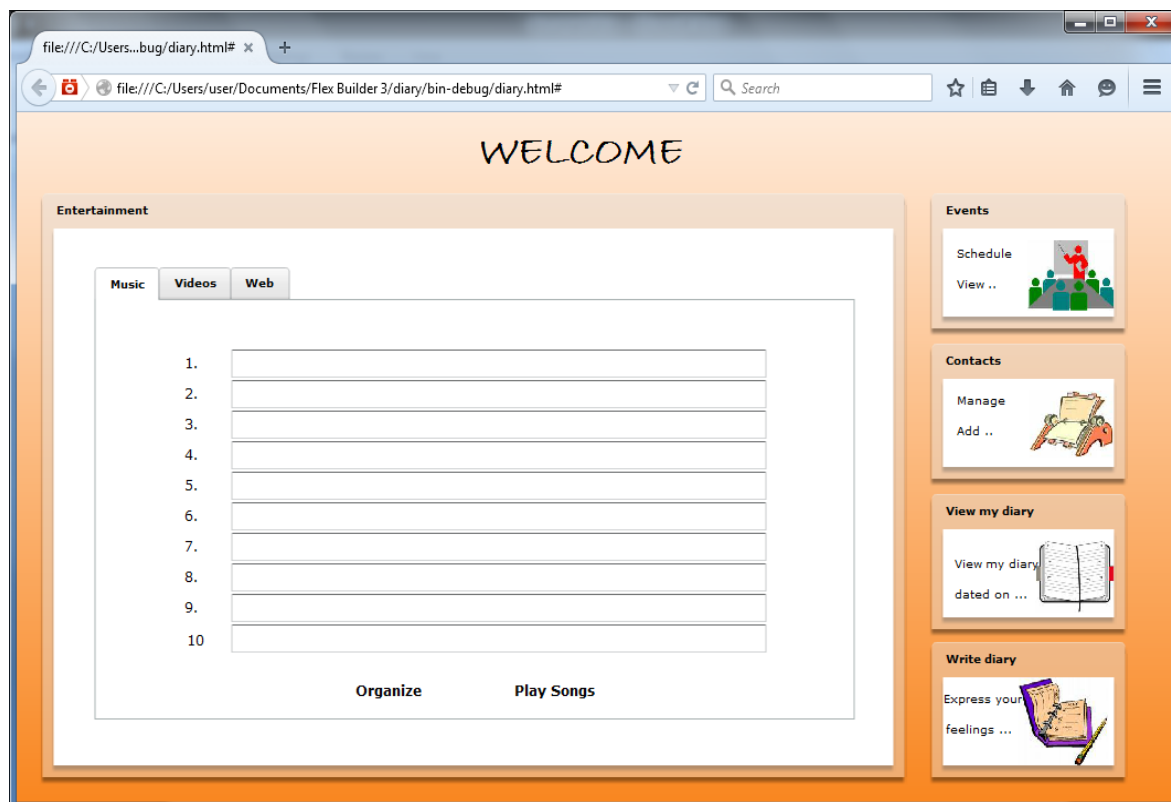 file:///C:/Users...bug/diary.html#
file:///C:/Users/user/Documents/Flex Builder 3/diary/bin-debug/diary.html#
Search
WELCOME
Entertainment
Music Videos Web
1.
2.
3.
4.
5.
6.
7.
8.
9.
10
Organize Play Songs
Events
Schedule
View ..
Contacts
Manage
Add ..
View my diary
View my diary
dated on ...
Write diary
Express your
feelings ...